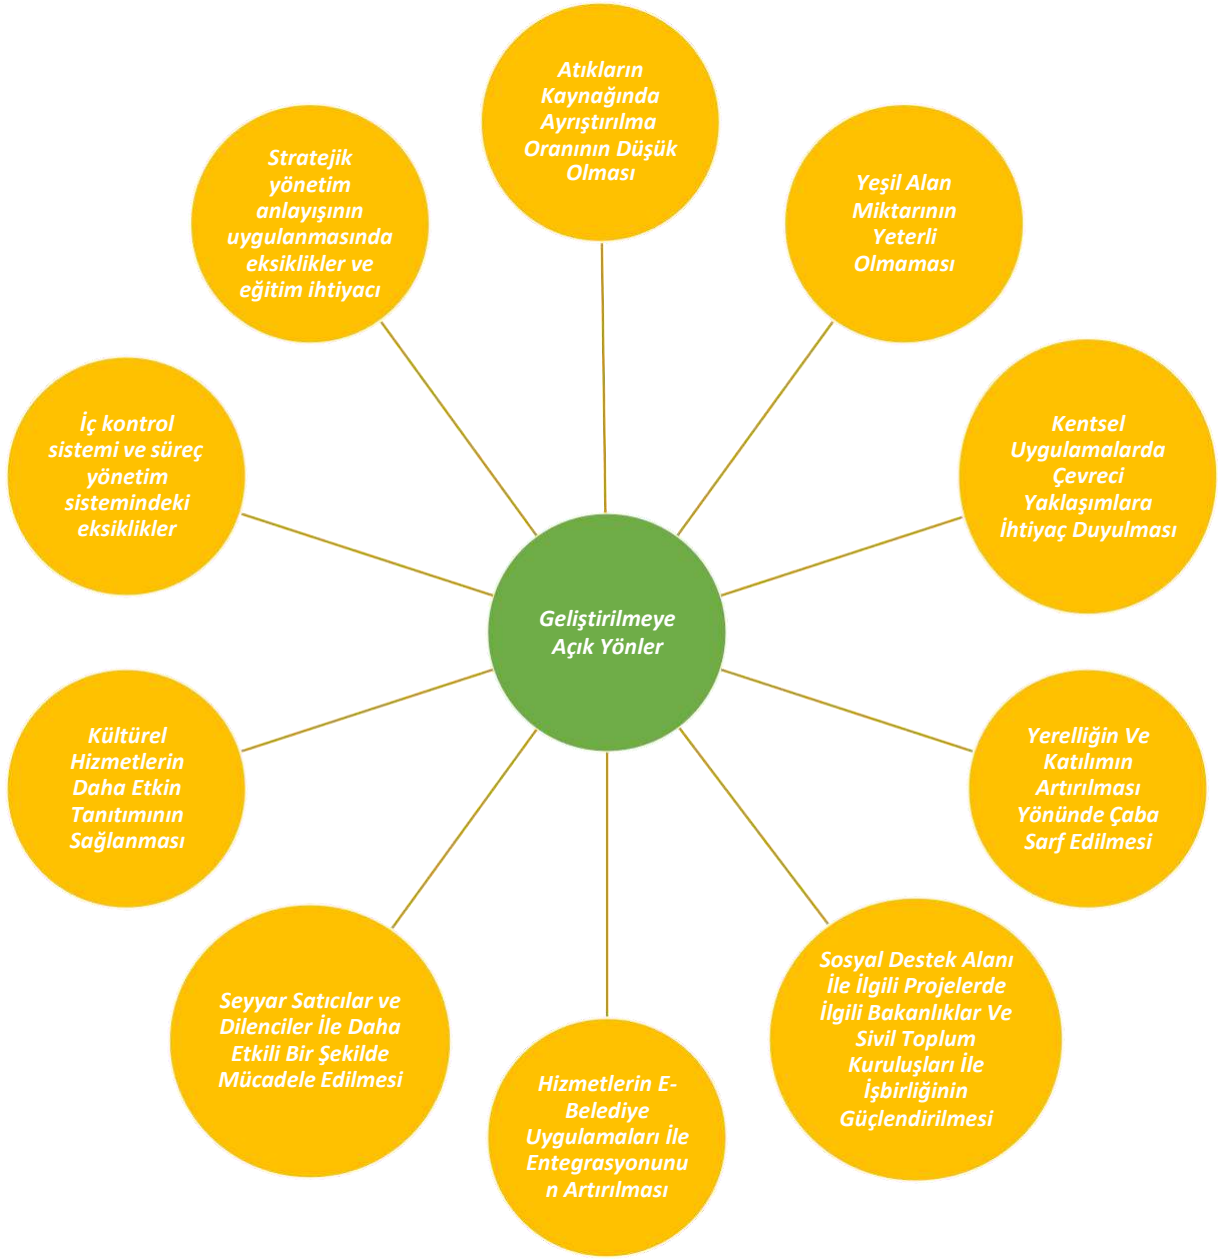 Atıkların
Kaynağında
Ayrıştırılma
Oranının Düşük
Olması
Yeşil Alan
Miktarının
Yeterli
Olmaması
Kentsel
Uygulamalarda
Çevreci
Yaklaşımlara
İhtiyaç Duyulması
Yerelliğin Ve
Katılımın
Artırılması
Yönünde Çaba
Sarf Edilmesi
Sosyal Destek Alanı
İle İlgili Projelerde
İlgili Bakanlıklar Ve
Sivil Toplum
Kuruluşları İle
İşbirliğinin
Güçlendirilmesi
Hizmetlerin E-
Belediye
Uygulamaları İle
Entegrasyonunu
n Artırılması
Seyyar Satıcılar ve
Dilenciler İle Daha
Etkili Bir Şekilde
Mücadele Edilmesi
Kültürel
Hizmetlerin
Daha Etkin
Tanıtımının
Sağlanması
İç kontrol
sistemi ve süreç
yönetim
sistemindeki
eksiklikler
Stratejik
yönetim
anlayışının
uygulanmasında
eksiklikler ve
eğitim ihtiyacı
Geliştirilmeye
Açık Yönler